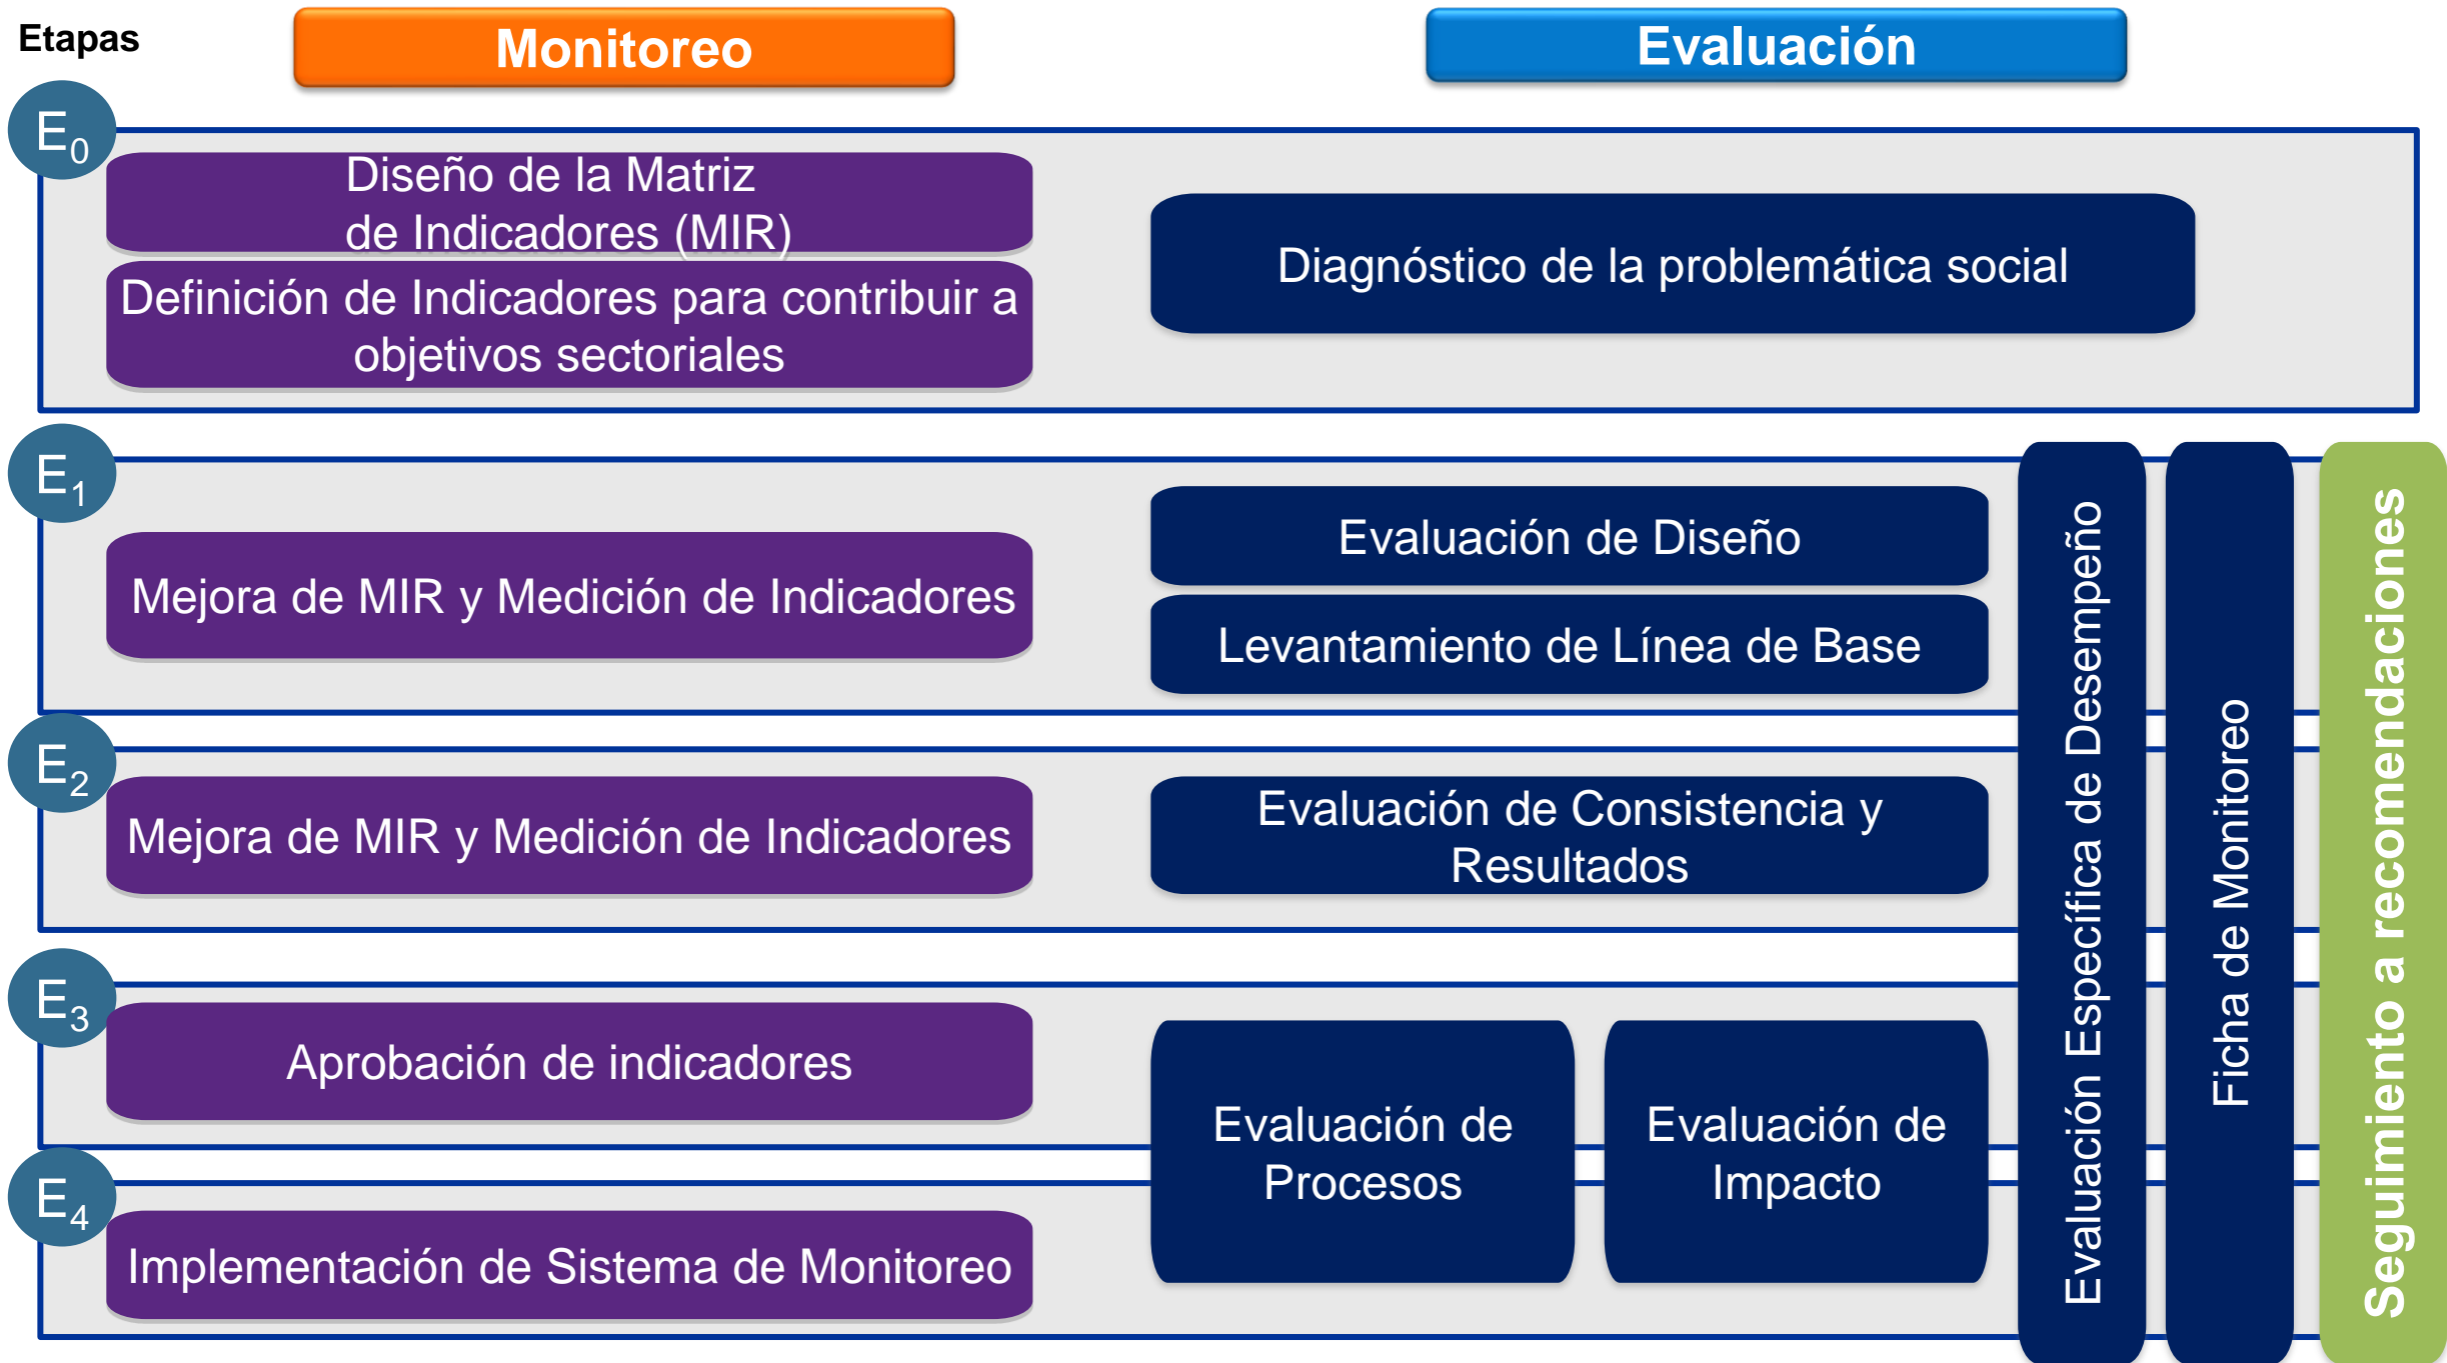 Etapas
Monitoreo
Evaluación
E0
Diseño de la Matriz
de Indicadores (MIR)
Definición de Indicadores para contribuir a
objetivos sectoriales
Diagnóstico de la problemática social
E1
Mejora de MIR y Medición de Indicadores
Evaluación de Diseño
Levantamiento de Línea de Base
E2
Mejora de MIR y Medición de Indicadores
Evaluación de Consistencia y
Resultados
E3
Aprobación de indicadores
Evaluación de
Procesos
Evaluación de
Impacto
E4
Implementación de Sistema de Monitoreo
Evaluación Específica de Desempeño
Ficha de Monitoreo
Seguimiento a recomendaciones